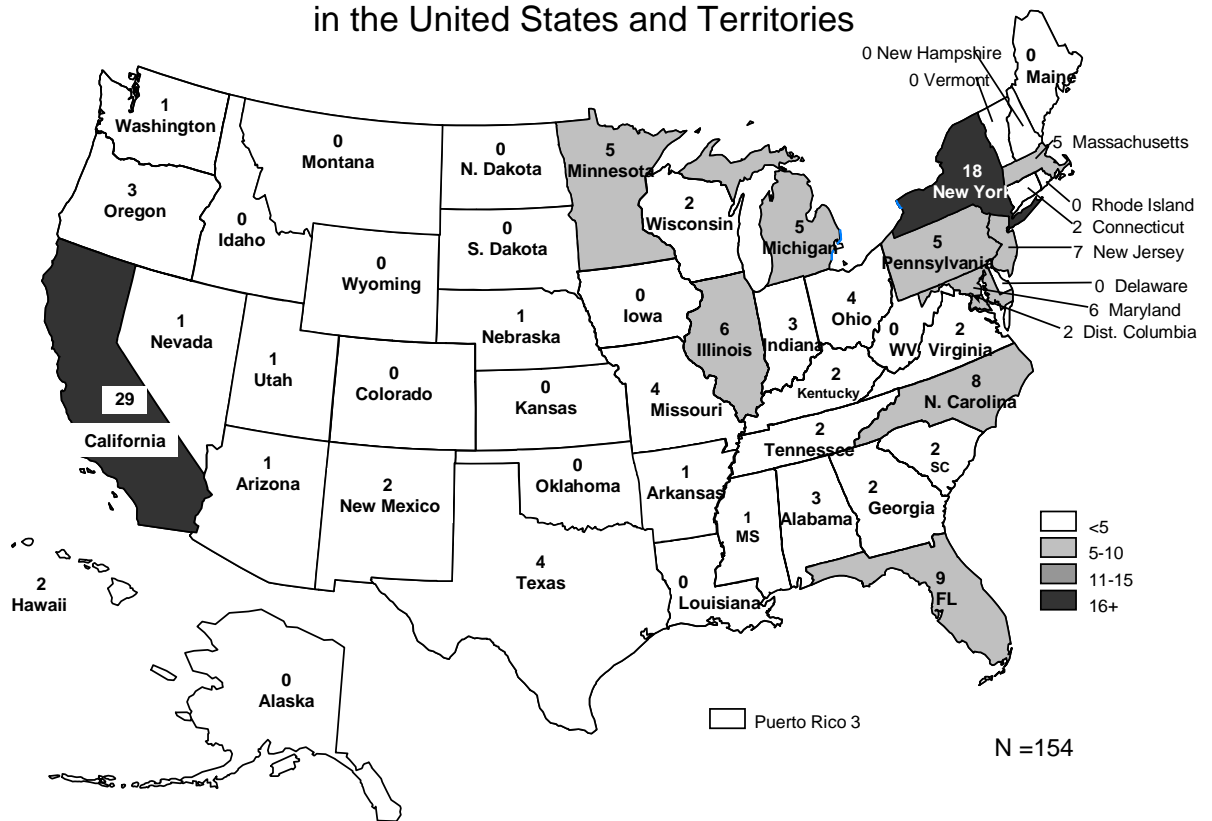 in the United States and Territories
0 New Hampshire
0 Vermont
0
Maine
1
Washington
0
Montana
0
N. Dakota
5
Minnesota
5 Massachusetts
18
New York
3
Oregon
0
Idaho
0
S. Dakota
2
Wisconsin
5
Michigan
0 Rhode Island
2 Connecticut
7 New Jersey
0
Wyoming
5
Pennsylvania
0 Delaware
6 Maryland
2 Dist. Columbia
1
Nevada
1
Nebraska
0
Iowa
6
Illinois
3
Indiana
4
Ohio
0
WV
2
Virginia
1
Utah
0
Colorado
0
Kansas
4
Missouri
2
Kentucky
8
N. Carolina
29
California
2
Tennessee
2
SC
1
Arizona
2
New Mexico
0
Oklahoma
1
Arkansas
1
MS
3
Alabama
2
Georgia
4
Texas
0
Louisiana
9
FL
<5
5-10
11-15
16+
2
Hawaii
0
Alaska
Puerto Rico 3
N =154